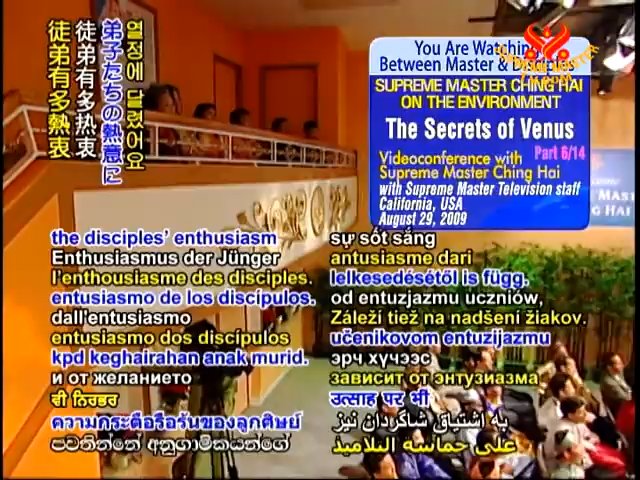 You Are Watching
Between Master & Disciples
SUPREME MASTER CHING HAI
ON THE ENVIRONMENT
The Secrets of Venus
Part 6/14
Videoconference with
Supreme Master Ching Hai
with Supreme Master Television staff
California, USA
August 29, 2009
열정에 달렸어요
弟子たちの熱意に
徒弟有多热衷
徒弟有多熱衷
the disciples' enthusiasm
Enthusiasmus der Jünger
l'enthousiasme des disciples.
entusiasmo de los discípulos.
dall'entusiasmo
entusiasmo dos discípulos
kpd keghairahan anak murid.
и от желанието
ਵੀ ਨਿਰਭਰ
ക്കാമ
ความกระตือรือร้นของลูกศิษย์
පවතින්නේ අනුගාමිකයන්ගේ
sự sốt sắng
antusiasme dari
lelkesedésétől is függ.
od entuzjazmu uczniów,
Záleží tiež na nadšení žiakov.
učenikovom entuzijazmu
эрч хүчээс
зависит от энтузиазма
उत्साह पर भी
به اشتیاق شاگردان نیز
على حماسة التلاميذ